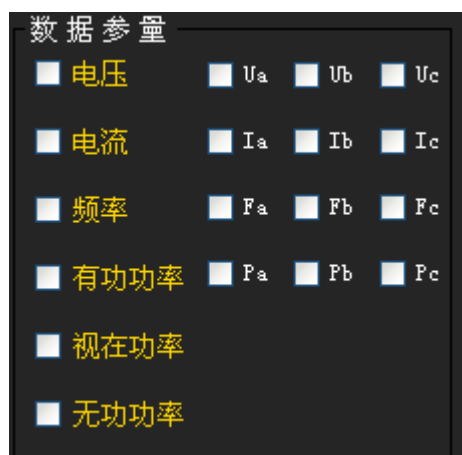 数据参量
电压 Ua Ub Uc
电流 Ia Ib Ic
频率 Fa Fb Fc
有功功率 Pa Pb Pc
视在功率
无功功率